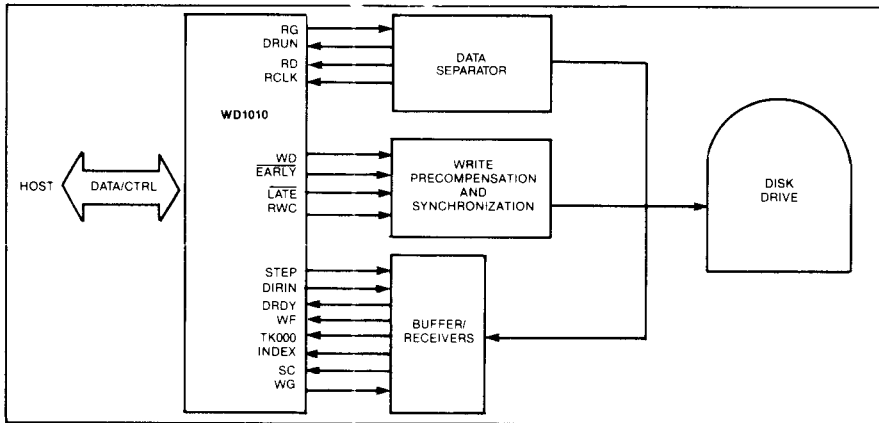 RG
DRUN
RD
RCLK
DATA
SEPARATOR
WD1010
HOST
DATA/CTRL
WD
EARLY
LATE
RWC
WRITE
PRECOMPENSATION
AND
SYNCHRONIZATION
DISK
DRIVE
STEP
DIRIN
DRDY
WF
TK000
INDEX
SC
WG
BUFFER/
RECEIVERS